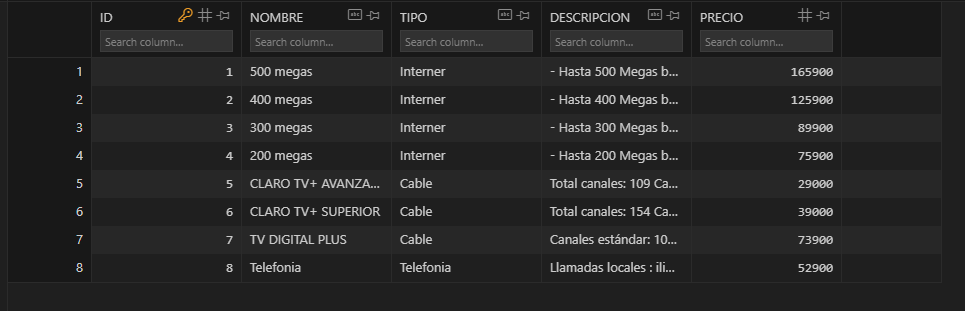 ID NOMBRE TIPO DESCRIPCION PRECIO
Search column... Search column... Search column... Search column... Search column...
1 1 500 megas Interner - Hasta 500 Megas b... 165900
2 2 400 megas Interner - Hasta 400 Megas b... 125900
3 3 300 megas Interner - Hasta 300 Megas b... 89900
4 4 200 megas Interner - Hasta 200 Megas b... 75900
5 5 CLARO TV+ AVANZA... Cable Total canales: 109 Ca... 29000
6 6 CLARO TV+ SUPERIOR Cable Total canales: 154 Ca... 39000
7 7 TV DIGITAL PLUS Cable Canales estándar: 10... 73900
8 8 Telefonia Telefonia Llamadas locales : ili... 52900